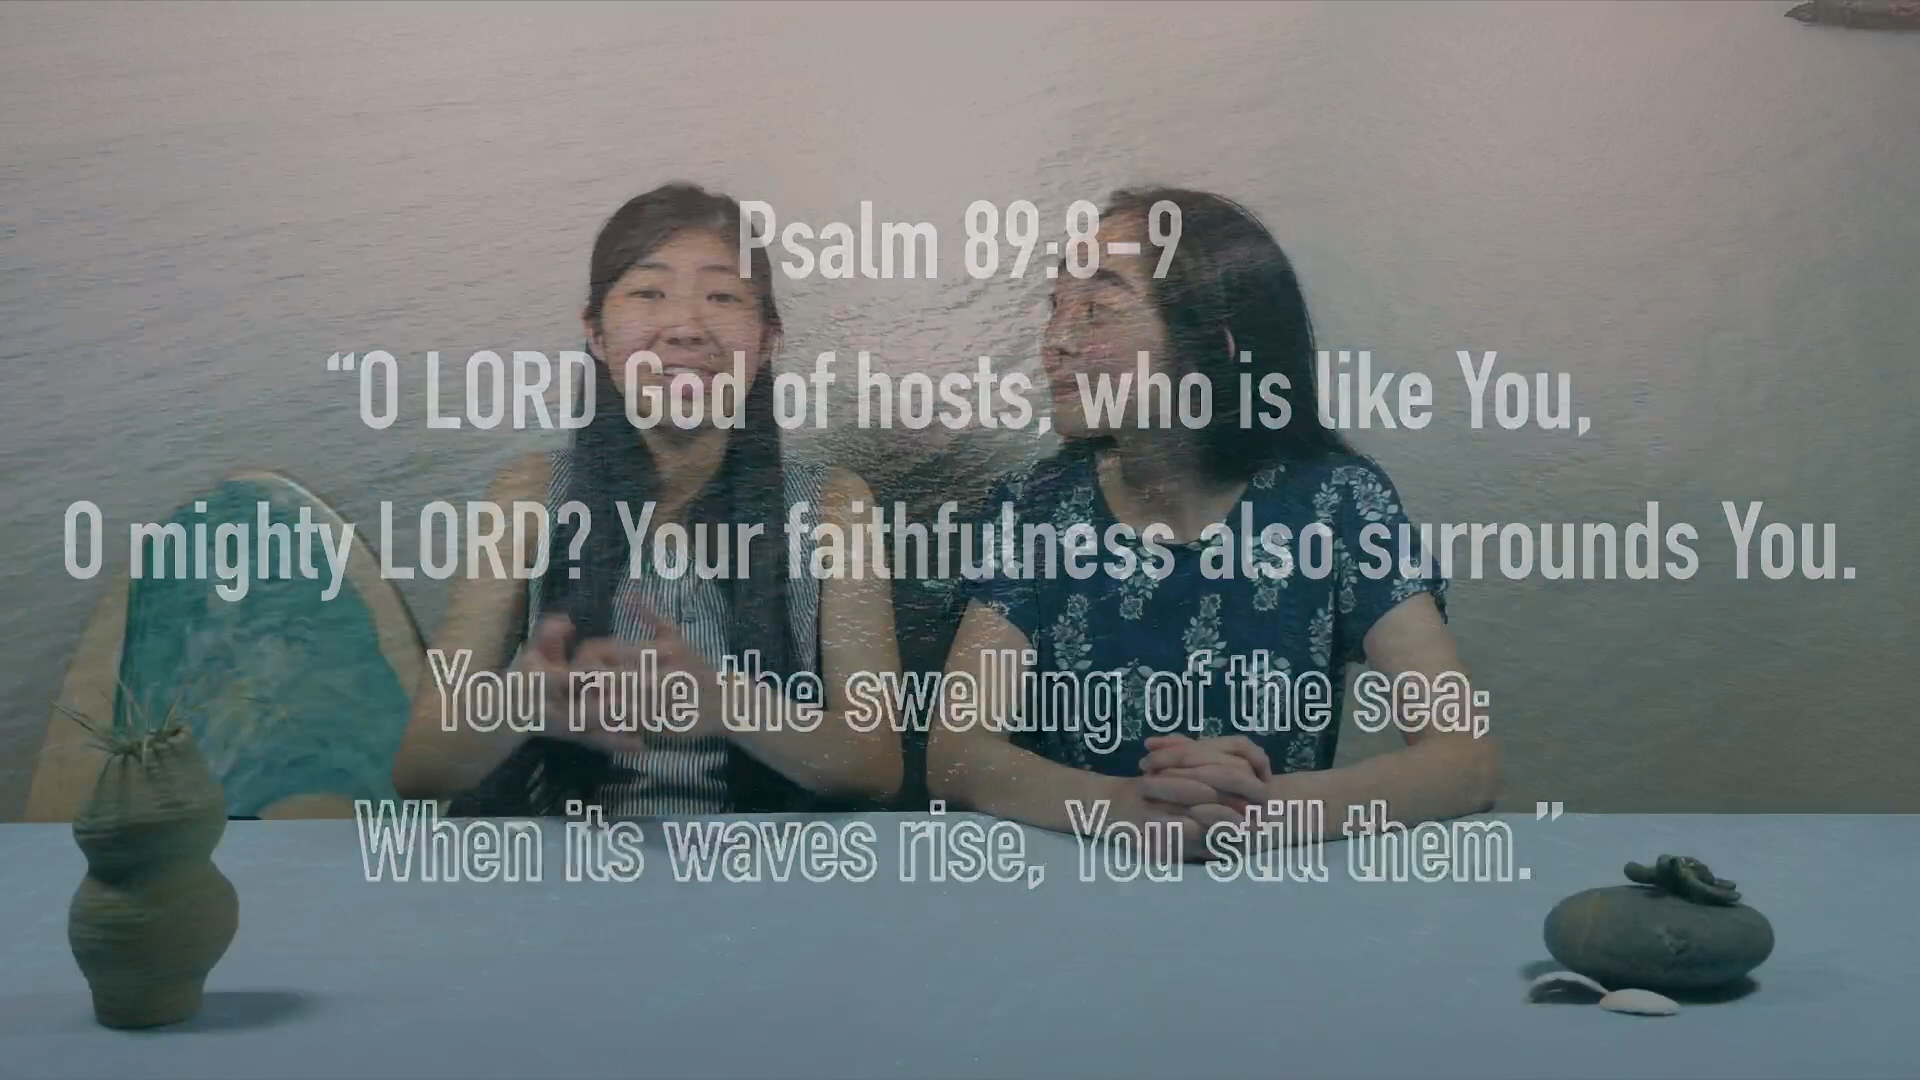 Psalm 89:8-9
“O LORD God of hosts, who is like You,
O mighty LORD? Your faithfulness also surrounds You.
You rule the swelling of the sea;
When its waves rise, You still them.”